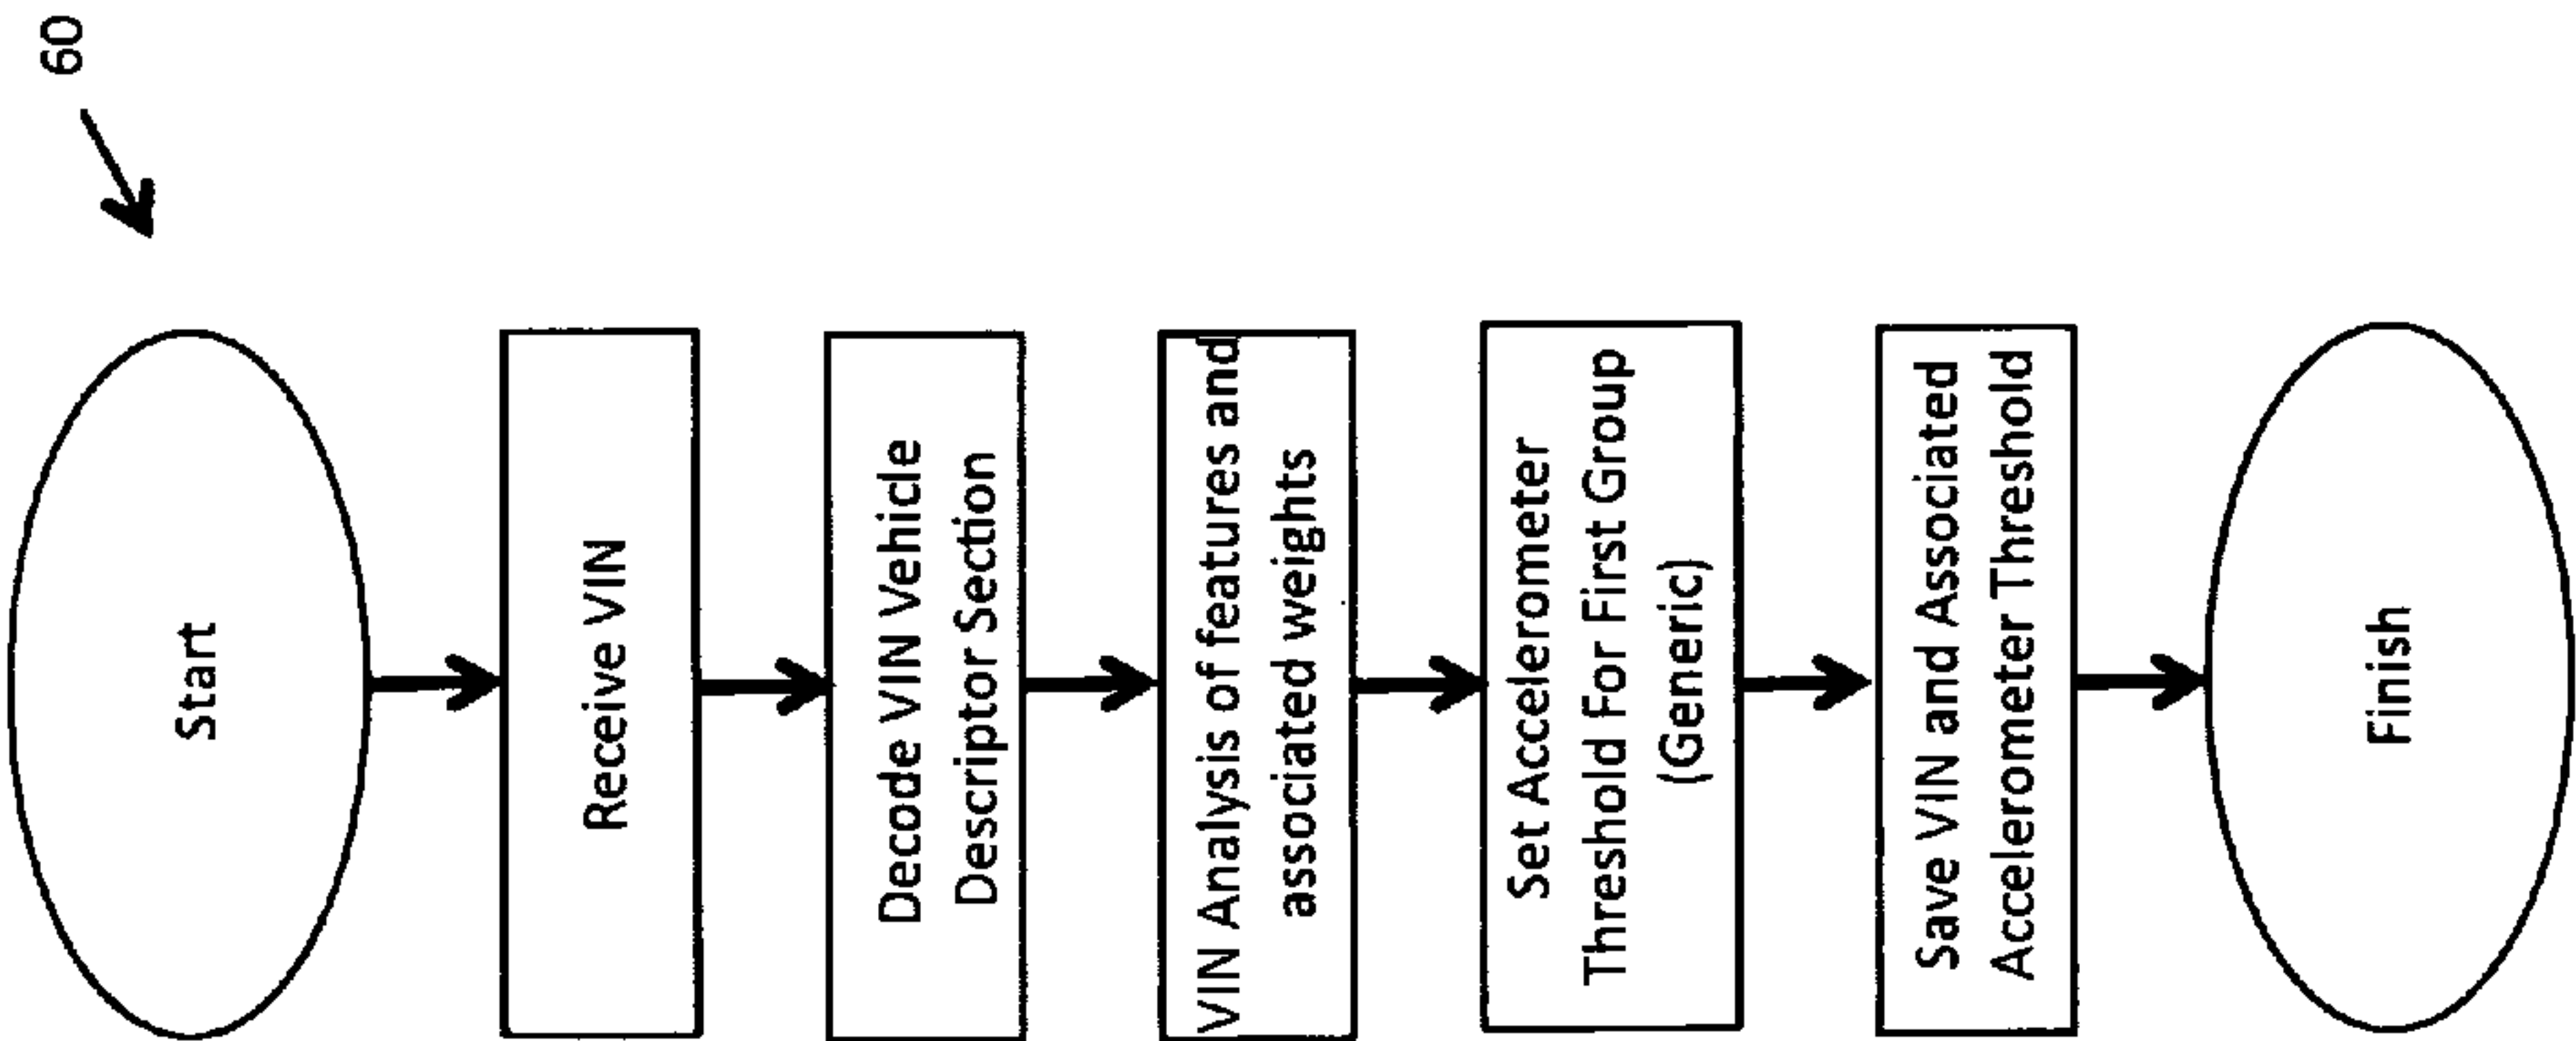 60
Start
Receive VIN
Decode VIN Vehicle
Descriptor Section
VIN Analysis of features and
associated weights
Set Accelerometer
Threshold For First Group
(Generic)
Save VIN and Associated
Accelerometer Threshold
Finish